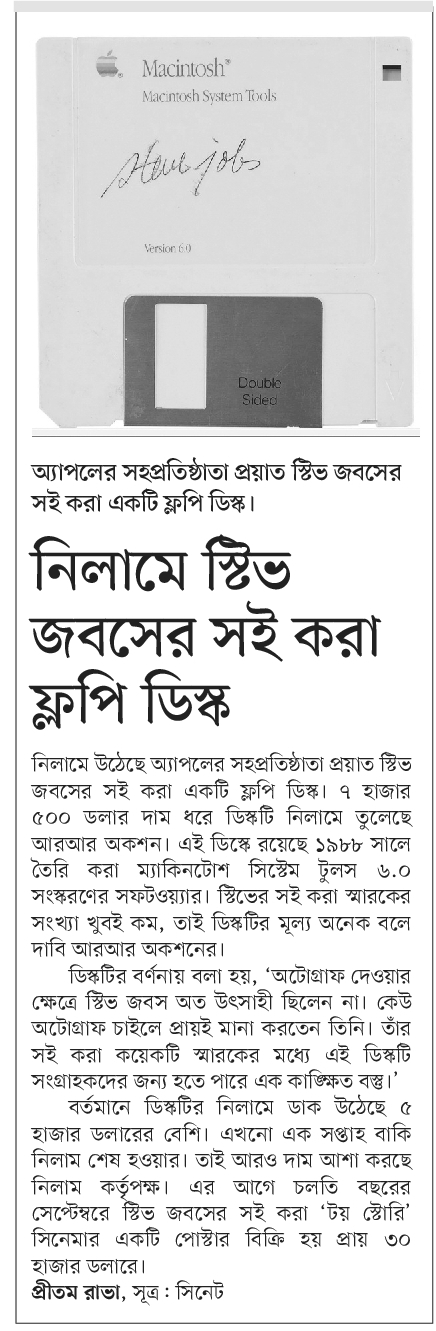 Macintosh®
Macintosh System Tools
steve jobs
Version 6.0
Double
Sided
অ্যাপলের সহপ্রতিষ্ঠাতা প্রয়াত স্টিভ জবসের
সই করা একটি ফ্লপি ডিস্ক।
নিলামে স্টিভ
জবসের সই করা
ফ্লপি ডিস্ক
নিলামে উঠেছে অ্যাপলের সহপ্রতিষ্ঠাতা প্রয়াত স্টিভ
জবসের সই করা একটি ফ্লপি ডিস্ক। ৭ হাজার
৫০০ ডলার দাম ধরে ডিস্কটি নিলামে তুলেছে
আরআর অকশন। এই ডিস্কে রয়েছে ১৯৮৮ সালে
তৈরি করা ম্যাকিনটোশ সিস্টেম টুলস ৬.০
সংস্করণের সফটওয়্যার। স্টিভের সই করা স্মারকের
সংখ্যা খুবই কম, তাই ডিস্কটির মূল্য অনেক বলে
দাবি আরআর অকশনের।
ডিস্কটির বর্ণনায় বলা হয়, ‘অটোগ্রাফ দেওয়ার
ক্ষেত্রে স্টিভ জবস অত উৎসাহী ছিলেন না। কেউ
অটোগ্রাফ চাইলে প্রায়ই মানা করতেন তিনি। তাঁর
সই করা কয়েকটি স্মারকের মধ্যে এই ডিস্কটি
সংগ্রাহকদের জন্য হতে পারে এক কাঙ্ক্ষিত বস্তু।’
বর্তমানে ডিস্কটির নিলামে ডাক উঠেছে ৫
হাজার ডলারের বেশি। এখনো এক সপ্তাহ বাকি
নিলাম শেষ হওয়ার। তাই আরও দাম আশা করছে
নিলাম কর্তৃপক্ষ। এর আগে চলতি বছরের
সেপ্টেম্বরে স্টিভ জবসের সই করা ‘টয় স্টোরি’
সিনেমার একটি পোস্টার বিক্রি হয় প্রায় ৩০
হাজার ডলারে।
প্রীতম রাভা, সূত্র : সিনেট